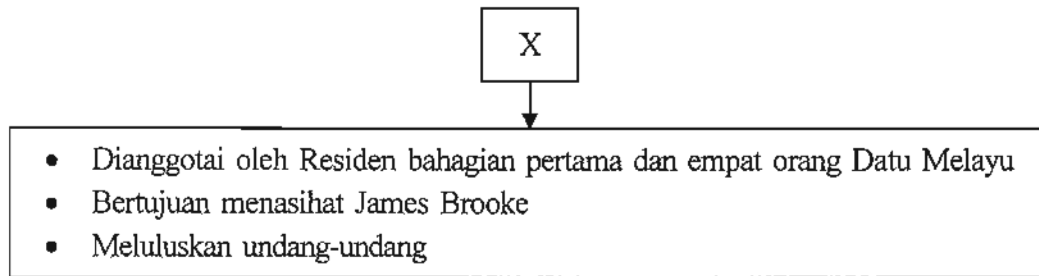 X
• Dianggotai oleh Residen bahagian pertama dan empat orang Datu Melayu
• Bertujuan menasihat James Brooke
• Meluluskan undang-undang